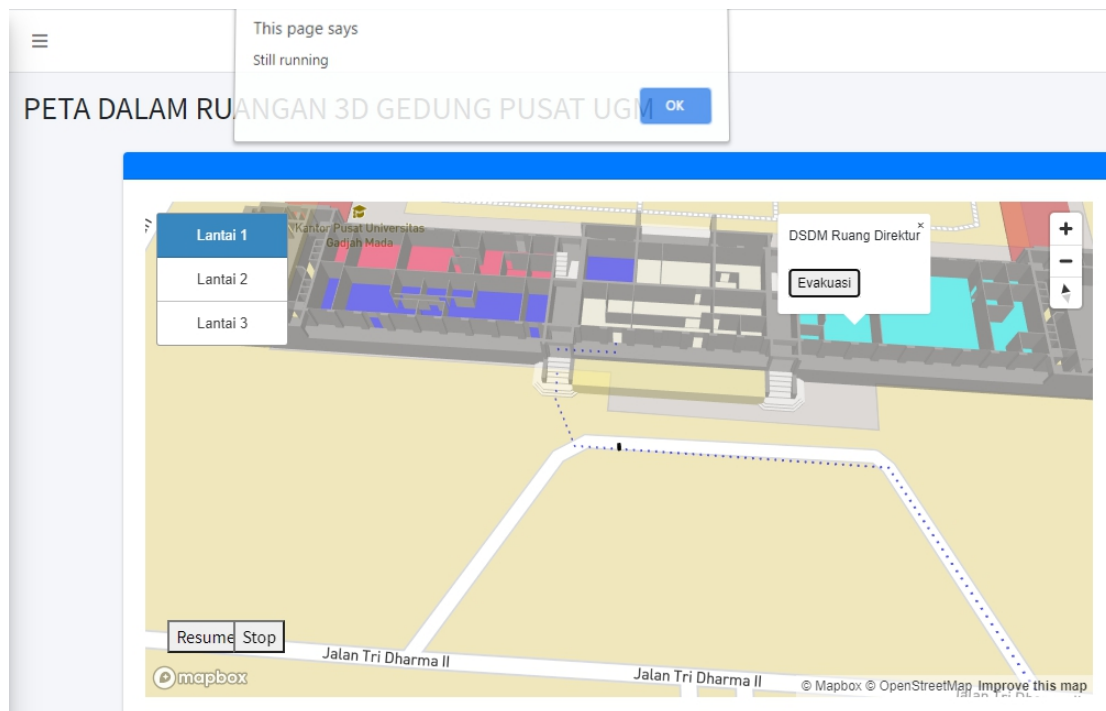 This page says
Still running
OK
PETA DALAM RUANGAN 3D GEDUNG PUSAT UGM
Lantai 1
Lantai 2
Lantai 3
Kantor Pusat Universitas
Gadjah Mada
DSDM Ruang Direktur
×
Evakuasi
+
−
Resume
Stop
Jalan Tri Dharma II
Jalan Tri Dharma II
mapbox
© Mapbox © OpenStreetMap Improve this map